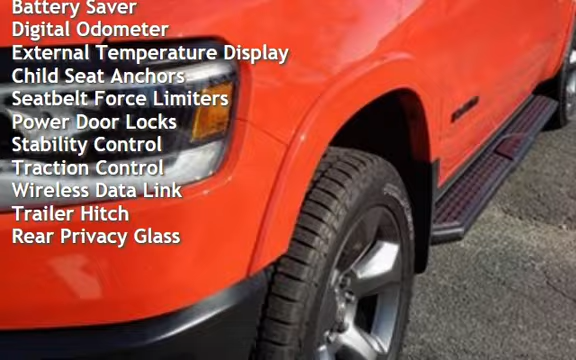 Battery Saver
Digital Odometer
External Temperature Display
Child Seat Anchors
Seatbelt Force Limiters
Power Door Locks
Stability Control
Traction Control
Wireless Data Link
Trailer Hitch
Rear Privacy Glass